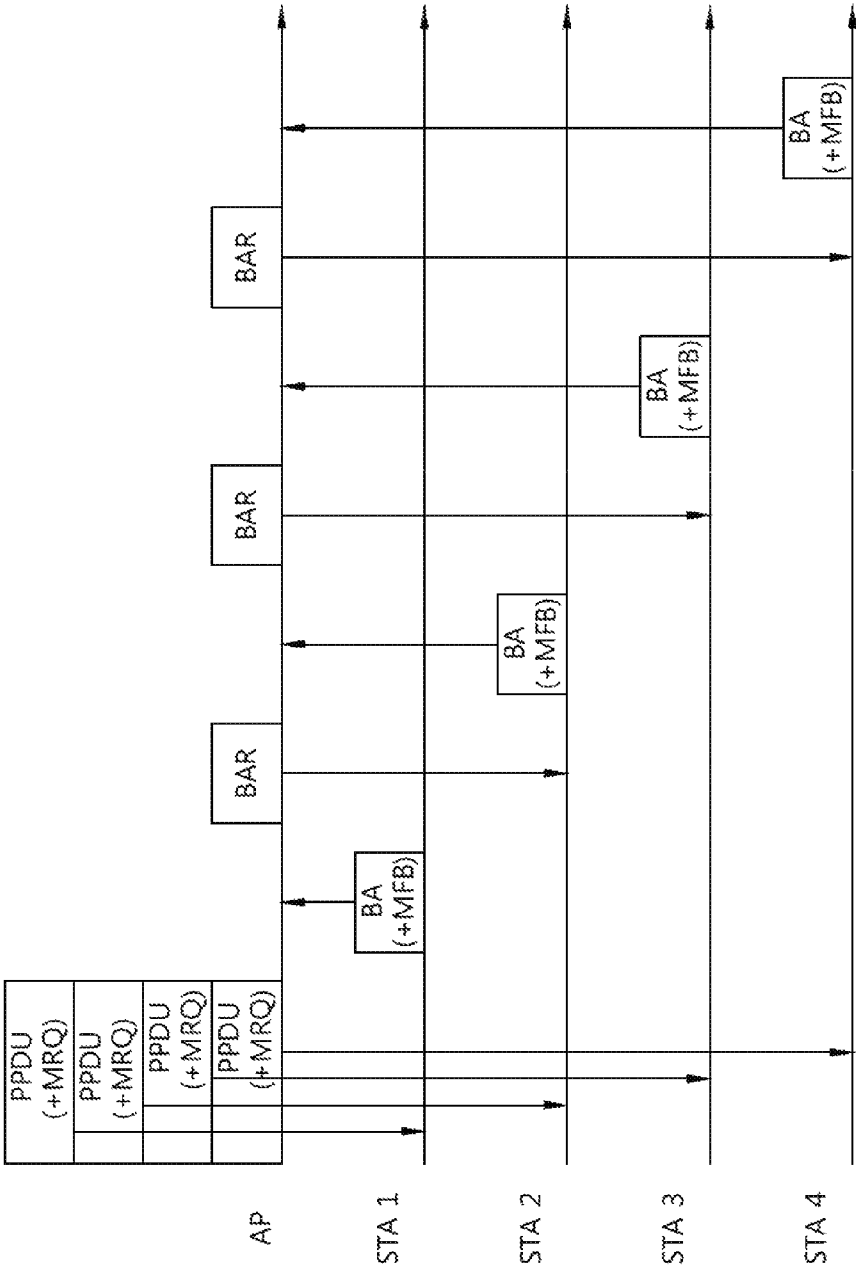 PPDU
(+MRQ)
PPDU
(+MRQ)
PPDU
(+MRQ)
PPDU
(+MRQ)
BAR
BAR
BAR
AP
BA
(+MFB)
STA 1
BA
(+MFB)
STA 2
BA
(+MFB)
STA 3
BA
(+MFB)
STA 4